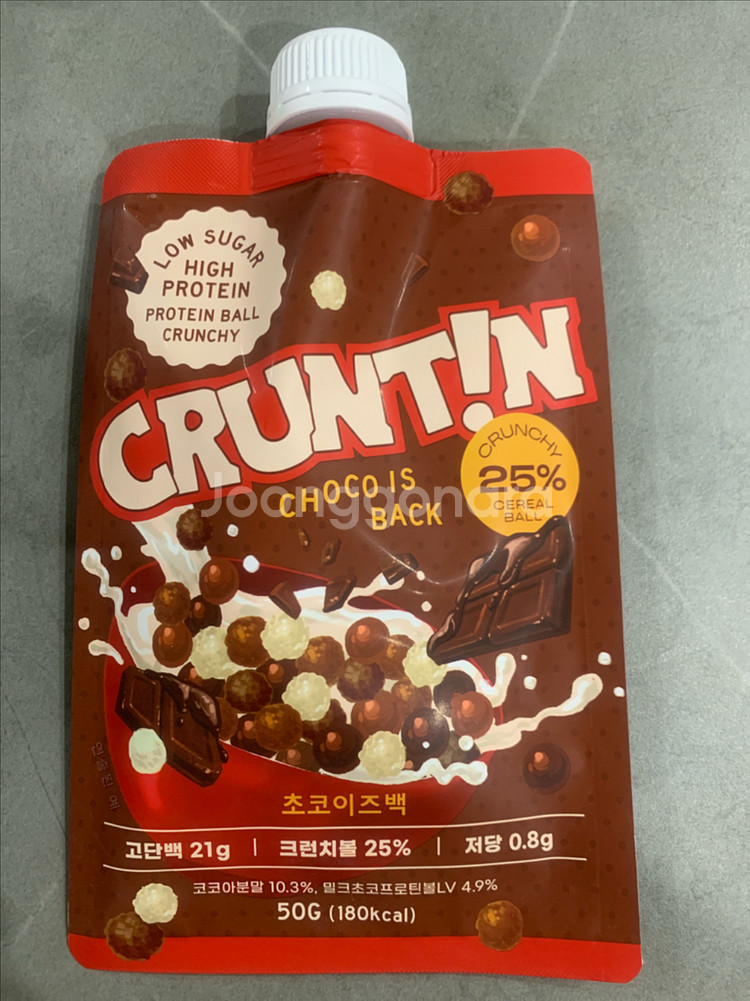 LOW SUGAR
HIGH
PROTEIN
PROTEIN BALL
CRUNCHY
CRUNT!N
CRUNCHY
25%
CEREAL
BALL
CHOCO IS
BACK
Joonggonara
초코이즈백
고단백 21g | 크런치볼 25% | 저당 0.8g
코코아분말 10.3%, 밀크초코프로틴볼LV 4.9%
50G (180kcal)